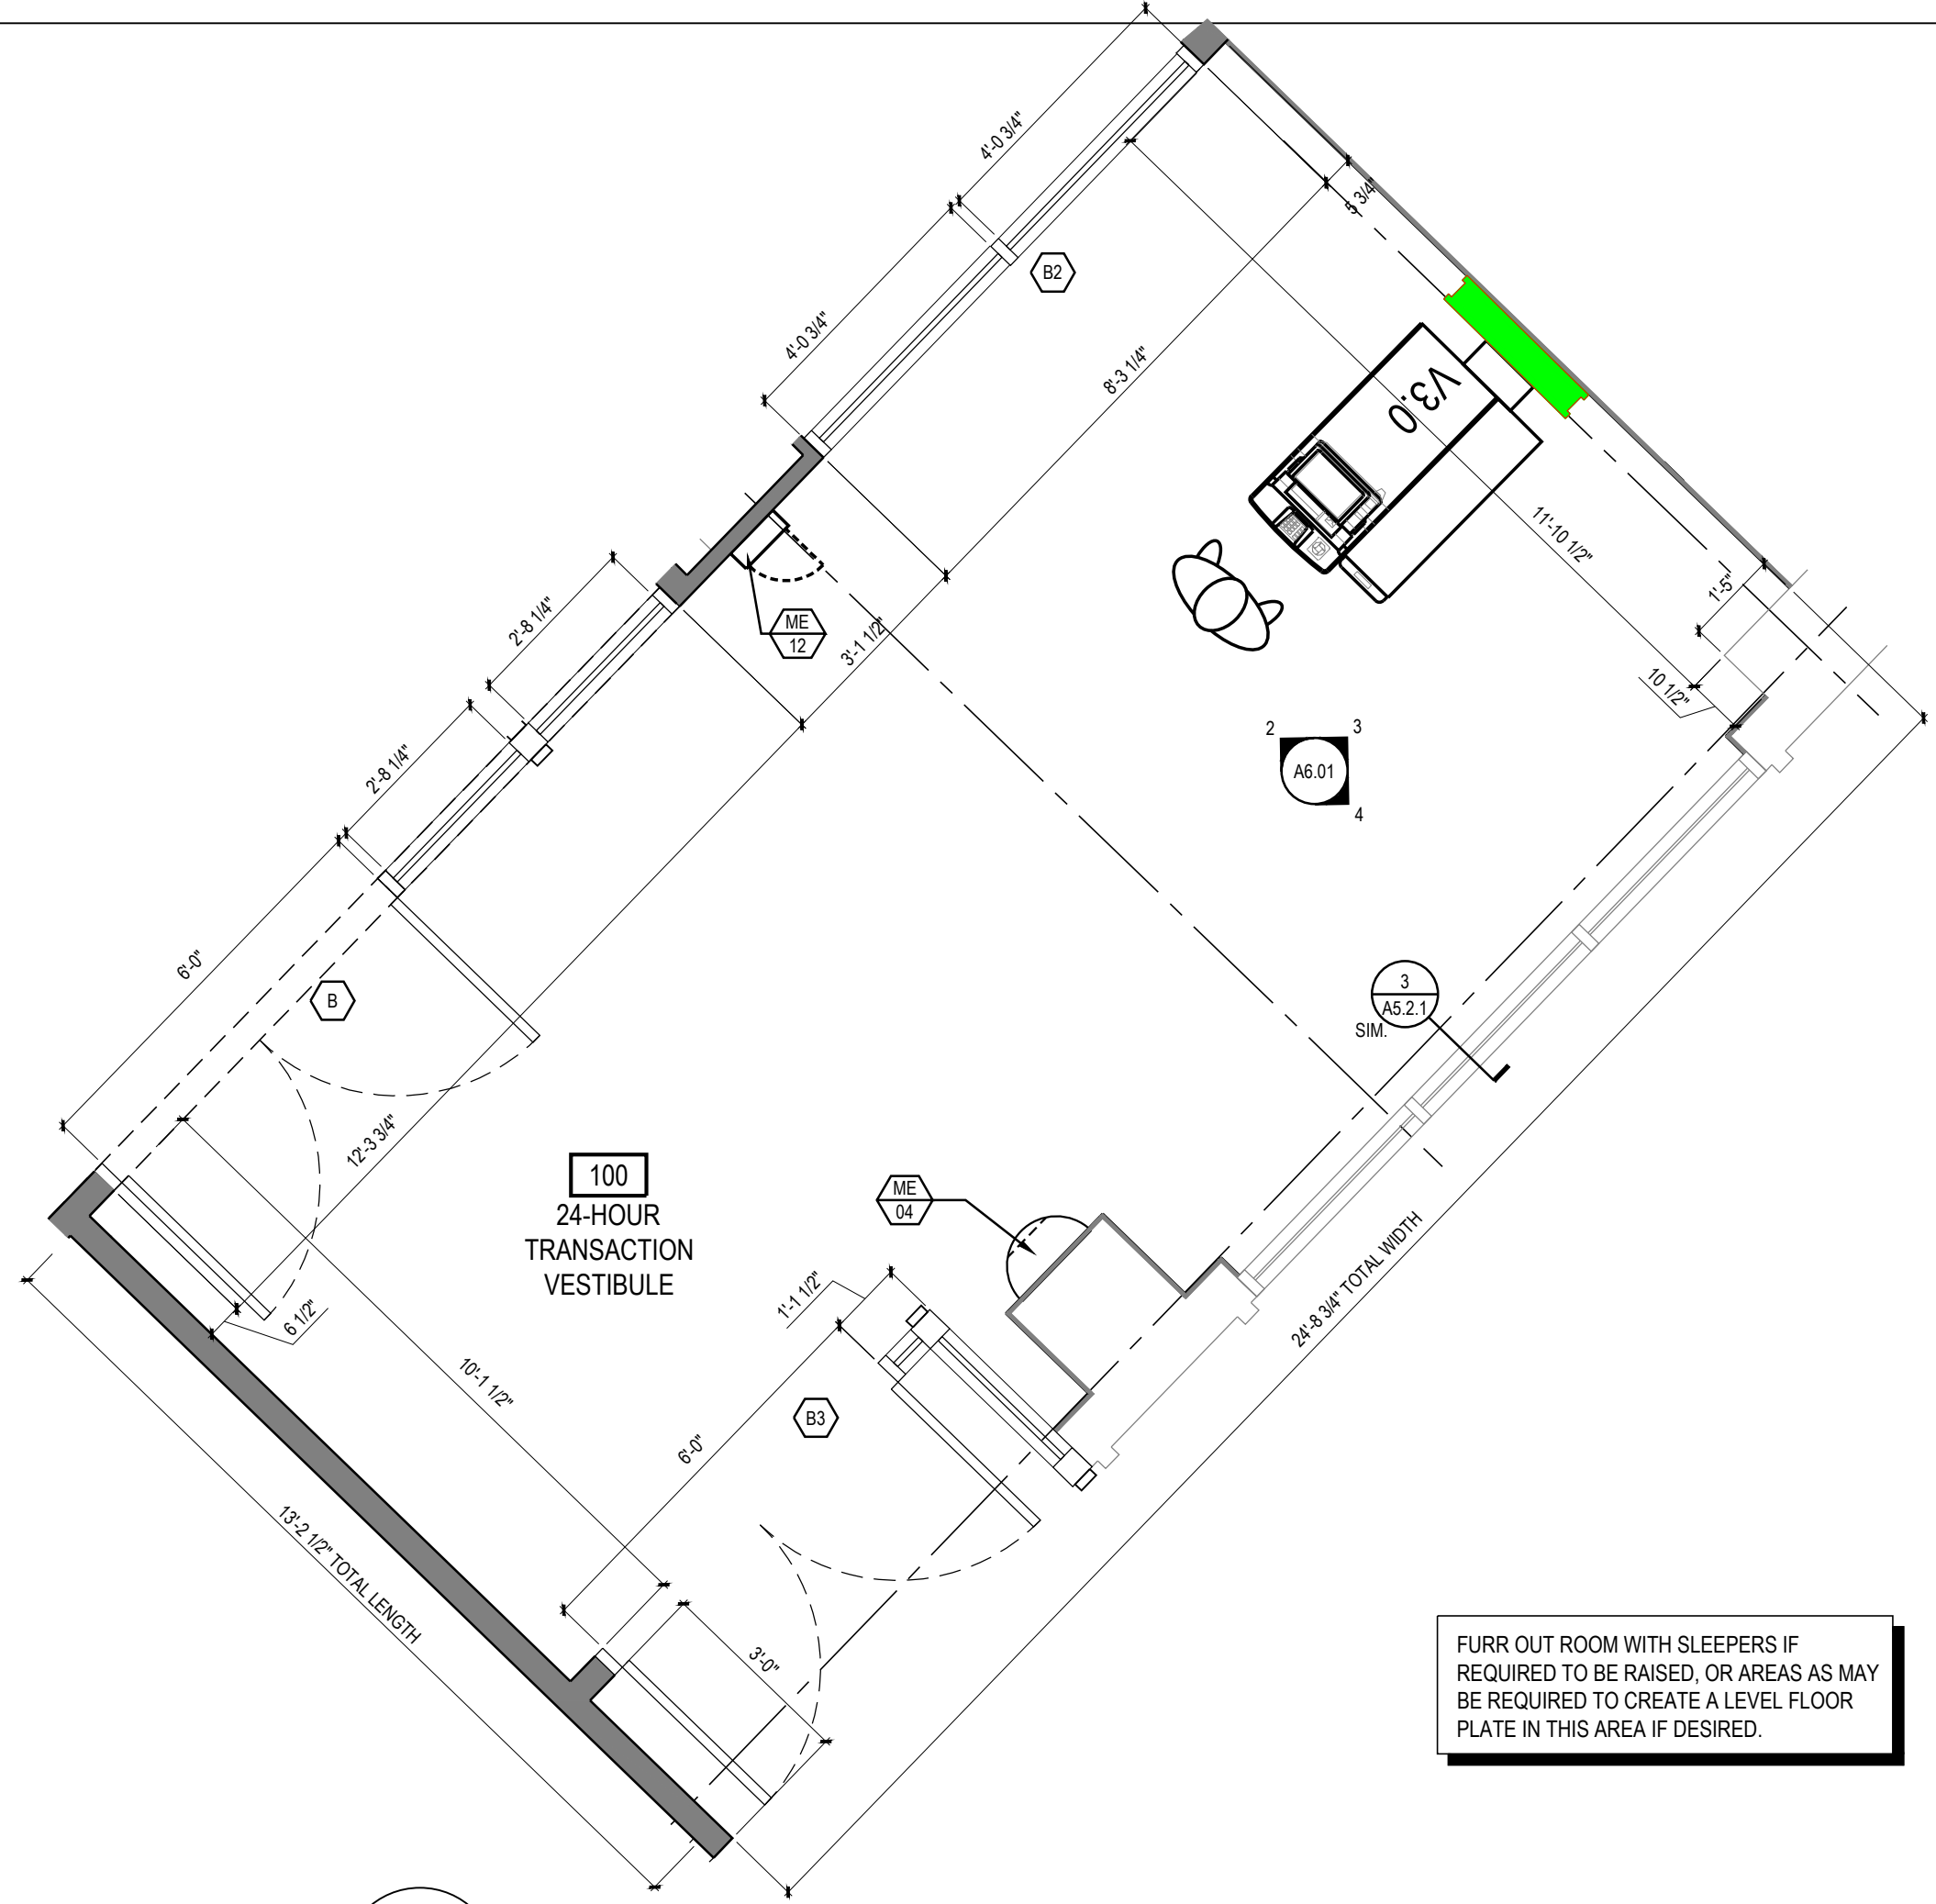 4'-0 3/4"
5 3/4"
B2
4'-0 3/4"
8'-3 1/4"
V3.
0
11'-10 1/2"
1'-5"
2'-8 1/4"
ME
12
3'-1 1/2"
10 1/2"
2 3
A6.01
4
2'-8 1/4"
6'-0"
B
3
A5.2.1
SIM.
12'-3 3/4"
100
24-HOUR
TRANSACTION
VESTIBULE
ME
04
24'-8 3/4" TOTAL WIDTH
1'-1 1/2"
6 1/2"
10'-1 1/2"
B3
6'-0"
13'-2 1/2" TOTAL LENGTH
3'-0"
FURR OUT ROOM WITH SLEEPERS IF
REQUIRED TO BE RAISED, OR AREAS AS MAY
BE REQUIRED TO CREATE A LEVEL FLOOR
PLATE IN THIS AREA IF DESIRED.